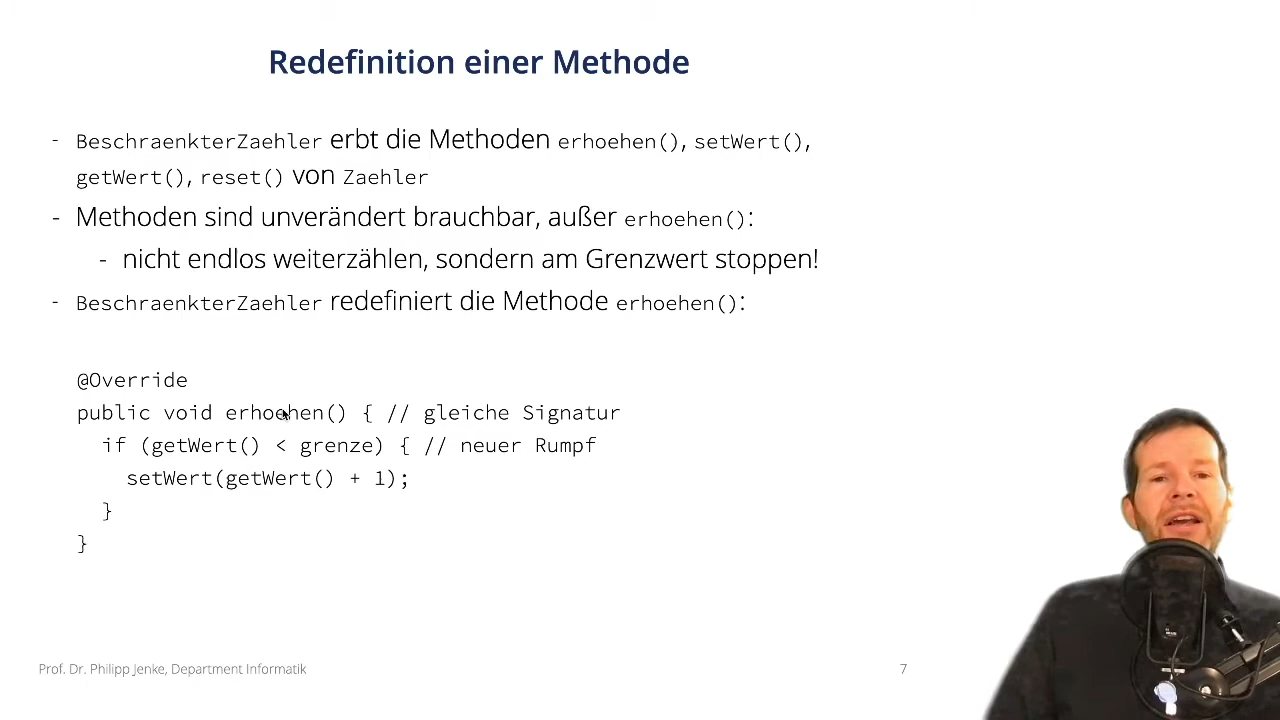 Redefinition einer Methode
- BeschraenkterZaehler erbt die Methoden erhoehen(), setWert(),
getWert(), reset() von Zaehler
- Methoden sind unverändert brauchbar, außer erhoehen():
- nicht endlos weiterzählen, sondern am Grenzwert stoppen!
- BeschraenkterZaehler redefiniert die Methode erhoehen():
@Override
public void erhoehen() { // gleiche Signatur
if (getWert() < grenze) { // neuer Rumpf
setWert(getWert() + 1);
}
}
Prof. Dr. Philipp Jenke, Department Informatik
7